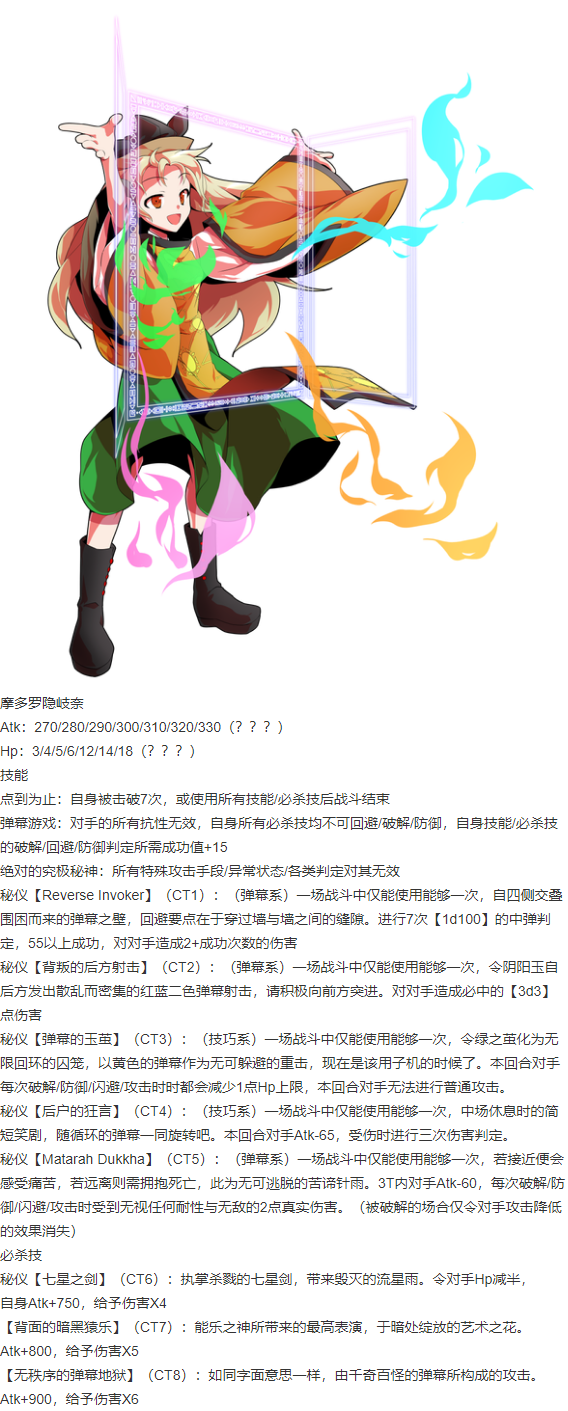 摩多罗隐岐奈
Atk：270/280/290/300/310/320/330（？？？）
Hp：3/4/5/6/12/14/18（？？？）
技能
点到为止：自身被击破7次，或使用所有技能/必杀技后战斗结束
弹幕游戏：对手的所有抗性无效，自身所有必杀技均不可回避/破解/防御，自身技能/必杀技
的破解/回避/防御判定所需成功值+15
绝对的究极秘神：所有特殊攻击手段/异常状态/各类判定对其无效
秘仪【Reverse Invoker】（CT1）：（弹幕系）一场战斗中仅能使用能够一次，自四侧交叠
围困而来的弹幕之壁，回避要点在于穿过墙与墙之间的缝隙。进行7次【1d100】的中弹判
定，55以上成功，对对手造成2+成功次数的伤害
秘仪【背叛的后方射击】（CT2）：（弹幕系）一场战斗中仅能使用能够一次，令阴阳玉自
后方发出散乱而密集的红蓝二色弹幕射击，请积极向前方突进。对对手造成必中的【3d3】
点伤害
秘仪【弹幕的玉茧】（CT3）：（技巧系）一场战斗中仅能使用能够一次，令绿之茧化为无
限回环的囚笼，以黄色的弹幕作为无可躲避的重击，现在是该用子机的时候了。本回合对手
每次破解/防御/闪避/攻击时时都会减少1点Hp上限，本回合对手无法进行普通攻击。
秘仪【后户的狂言】（CT4）：（技巧系）一场战斗中仅能使用能够一次，中场休息时的简
短笑剧，随循环的弹幕一同旋转吧。本回合对手Atk-65，受伤时进行三次伤害判定。
秘仪【Matarah Dukkha】（CT5）：（弹幕系）一场战斗中仅能使用能够一次，若接近便会
感受痛苦，若远离则需拥抱死亡，此为无可逃脱的苦谛针雨。3T内对手Atk-60，每次破解/防
御/闪避/攻击时受到无视任何耐性与无敌的2点真实伤害。（被破解的场合仅令对手攻击降低
的效果消失）
必杀技
秘仪【七星之剑】（CT6）：执掌杀戮的七星剑，带来毁灭的流星雨。令对手Hp减半，
自身Atk+750，给予伤害X4
【背面的暗黑猿乐】（CT7）：能乐之神所带来的最高表演，于暗处绽放的艺术之花。
Atk+800，给予伤害X5
【无秩序的弹幕地狱】（CT8）：如同字面意思一样，由千奇百怪的弹幕所构成的攻击。
Atk+900，给予伤害X6